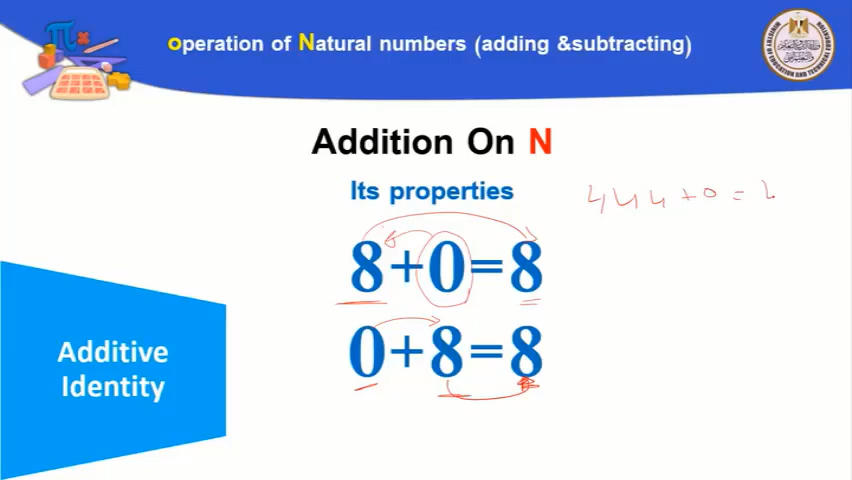 operation of Natural numbers (adding &subtracting)
Addition On N
Its properties
444+0=
8+0=8
0+8=8
Additive
Identity